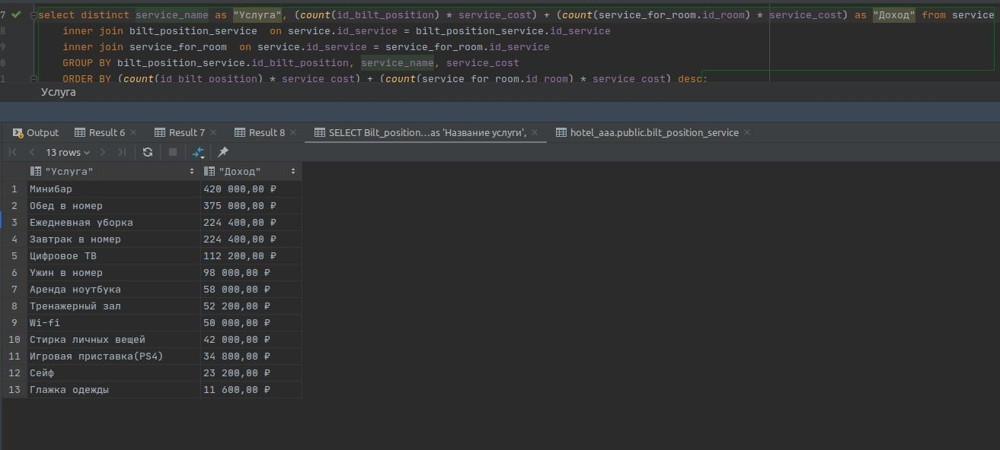 7 select distinct service_name as "Услуга", (count(id_bilt_position) * service_cost) + (count(service_for_room.id_room) * service_cost) as "Доход" from service
8 inner join bilt_position_service on service.id_service = bilt_position_service.id_service
9 inner join service_for_room on service.id_service = service_for_room.id_service
0 GROUP BY bilt_position_service.id_bilt_position, service_name, service_cost
1 ORDER BY (count(id_bilt_position) * service_cost) + (count(service_for_room.id_room) * service_cost) desc;
Услуга
Output Result 6 Result 7 Result 8 SELECT Bilt_position...as 'Название услуги', hotel_aaa.public.bilt_position_service
13 rows
"Услуга" "Доход"
1 Минибар 420 000,00 ₽
2 Обед в номер 375 000,00 ₽
3 Ежедневная уборка 224 400,00 ₽
4 Завтрак в номер 224 400,00 ₽
5 Цифровое ТВ 112 200,00 ₽
6 Ужин в номер 98 000,00 ₽
7 Аренда ноутбука 58 000,00 ₽
8 Тренажерный зал 52 200,00 ₽
9 Wi-fi 50 000,00 ₽
10 Стирка личных вещей 42 000,00 ₽
11 Игровая приставка(PS4) 34 800,00 ₽
12 Сейф 23 200,00 ₽
13 Глажка одежды 11 600,00 ₽